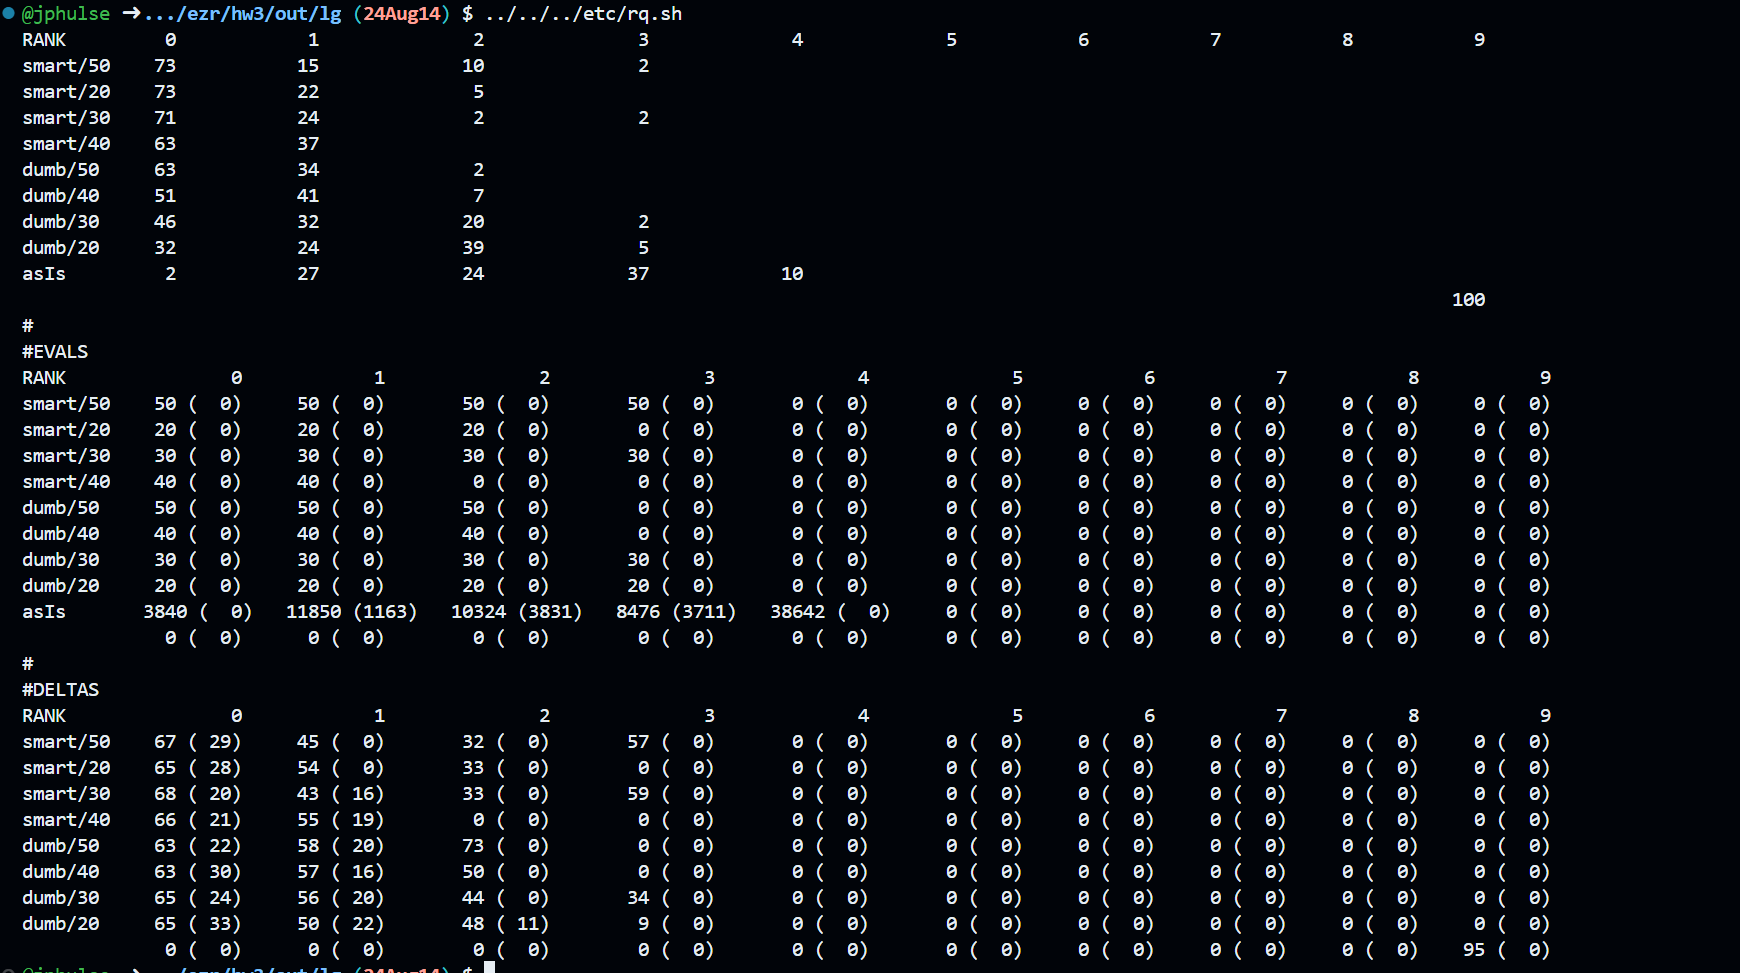 @jphulse ➜.../ezr/hw3/out/lg (24Aug14) $ ../../../etc/rq.sh
RANK 0 1 2 3 4 5 6 7 8 9
smart/50 73 15 10 2
smart/20 73 22 5
smart/30 71 24 2 2
smart/40 63 37
dumb/50 63 34 2
dumb/40 51 41 7
dumb/30 46 32 20 2
dumb/20 32 24 39 5
asIs 2 27 24 37 10
100
#
#EVALS
RANK 0 1 2 3 4 5 6 7 8 9
smart/50 50 ( 0) 50 ( 0) 50 ( 0) 50 ( 0) 0 ( 0) 0 ( 0) 0 ( 0) 0 ( 0) 0 ( 0) 0 ( 0)
smart/20 20 ( 0) 20 ( 0) 20 ( 0) 0 ( 0) 0 ( 0) 0 ( 0) 0 ( 0) 0 ( 0) 0 ( 0) 0 ( 0)
smart/30 30 ( 0) 30 ( 0) 30 ( 0) 30 ( 0) 0 ( 0) 0 ( 0) 0 ( 0) 0 ( 0) 0 ( 0) 0 ( 0)
smart/40 40 ( 0) 40 ( 0) 0 ( 0) 0 ( 0) 0 ( 0) 0 ( 0) 0 ( 0) 0 ( 0) 0 ( 0) 0 ( 0)
dumb/50 50 ( 0) 50 ( 0) 50 ( 0) 0 ( 0) 0 ( 0) 0 ( 0) 0 ( 0) 0 ( 0) 0 ( 0) 0 ( 0)
dumb/40 40 ( 0) 40 ( 0) 40 ( 0) 0 ( 0) 0 ( 0) 0 ( 0) 0 ( 0) 0 ( 0) 0 ( 0) 0 ( 0)
dumb/30 30 ( 0) 30 ( 0) 30 ( 0) 30 ( 0) 0 ( 0) 0 ( 0) 0 ( 0) 0 ( 0) 0 ( 0) 0 ( 0)
dumb/20 20 ( 0) 20 ( 0) 20 ( 0) 20 ( 0) 0 ( 0) 0 ( 0) 0 ( 0) 0 ( 0) 0 ( 0) 0 ( 0)
asIs 3840 ( 0) 11850 (1163) 10324 (3831) 8476 (3711) 38642 ( 0) 0 ( 0) 0 ( 0) 0 ( 0) 0 ( 0) 0 ( 0)
0 ( 0) 0 ( 0) 0 ( 0) 0 ( 0) 0 ( 0) 0 ( 0) 0 ( 0) 0 ( 0) 0 ( 0) 0 ( 0)
#
#DELTAS
RANK 0 1 2 3 4 5 6 7 8 9
smart/50 67 ( 29) 45 ( 0) 32 ( 0) 57 ( 0) 0 ( 0) 0 ( 0) 0 ( 0) 0 ( 0) 0 ( 0) 0 ( 0)
smart/20 65 ( 28) 54 ( 0) 33 ( 0) 0 ( 0) 0 ( 0) 0 ( 0) 0 ( 0) 0 ( 0) 0 ( 0) 0 ( 0)
smart/30 68 ( 20) 43 ( 16) 33 ( 0) 59 ( 0) 0 ( 0) 0 ( 0) 0 ( 0) 0 ( 0) 0 ( 0) 0 ( 0)
smart/40 66 ( 21) 55 ( 19) 0 ( 0) 0 ( 0) 0 ( 0) 0 ( 0) 0 ( 0) 0 ( 0) 0 ( 0) 0 ( 0)
dumb/50 63 ( 22) 58 ( 20) 73 ( 0) 0 ( 0) 0 ( 0) 0 ( 0) 0 ( 0) 0 ( 0) 0 ( 0) 0 ( 0)
dumb/40 63 ( 30) 57 ( 16) 50 ( 0) 0 ( 0) 0 ( 0) 0 ( 0) 0 ( 0) 0 ( 0) 0 ( 0) 0 ( 0)
dumb/30 65 ( 24) 56 ( 20) 44 ( 0) 34 ( 0) 0 ( 0) 0 ( 0) 0 ( 0) 0 ( 0) 0 ( 0) 0 ( 0)
dumb/20 65 ( 33) 50 ( 22) 48 ( 11) 9 ( 0) 0 ( 0) 0 ( 0) 0 ( 0) 0 ( 0) 0 ( 0) 0 ( 0)
0 ( 0) 0 ( 0) 0 ( 0) 0 ( 0) 0 ( 0) 0 ( 0) 0 ( 0) 0 ( 0) 0 ( 0) 95 ( 0)
@jphulse ➜.../ezr/hw3/out/lg (24Aug14) $